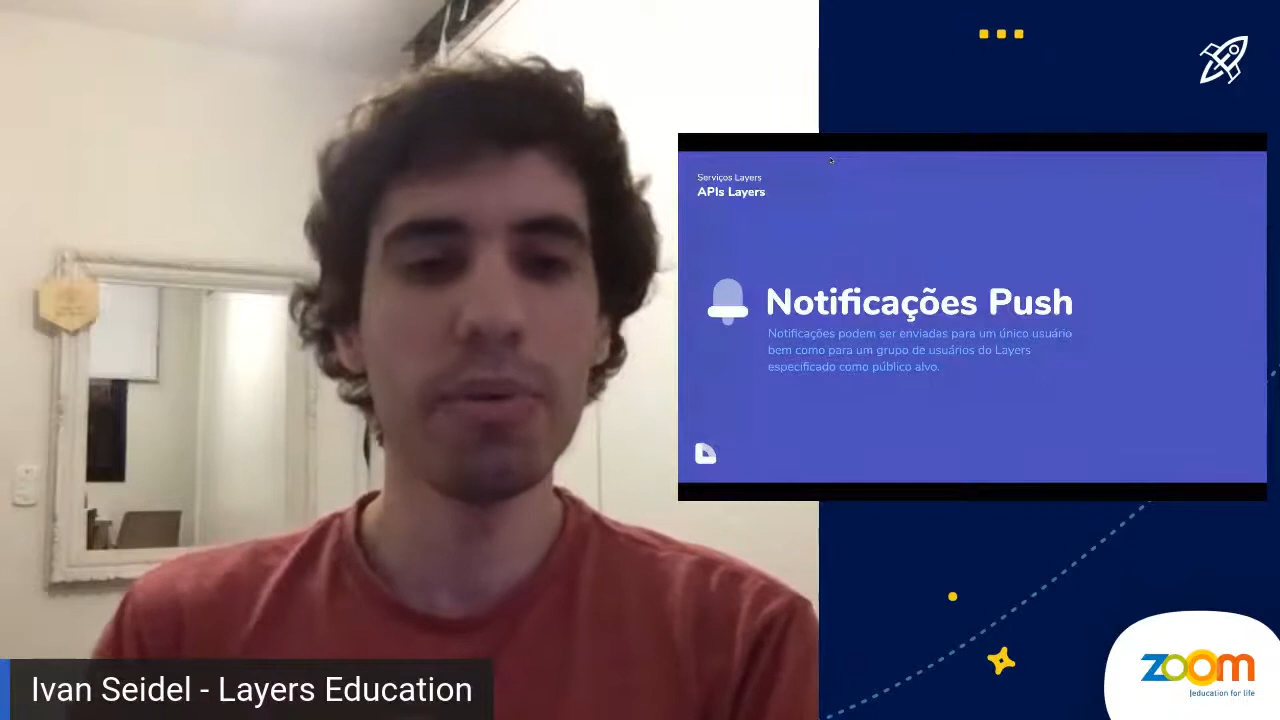 Serviços Layers
APIs Layers
Notificações Push
Notificações podem ser enviadas para um único usuário
bem como para um grupo de usuários do Layers
especificado como público alvo.
Ivan Seidel - Layers Education
zoom
education for life